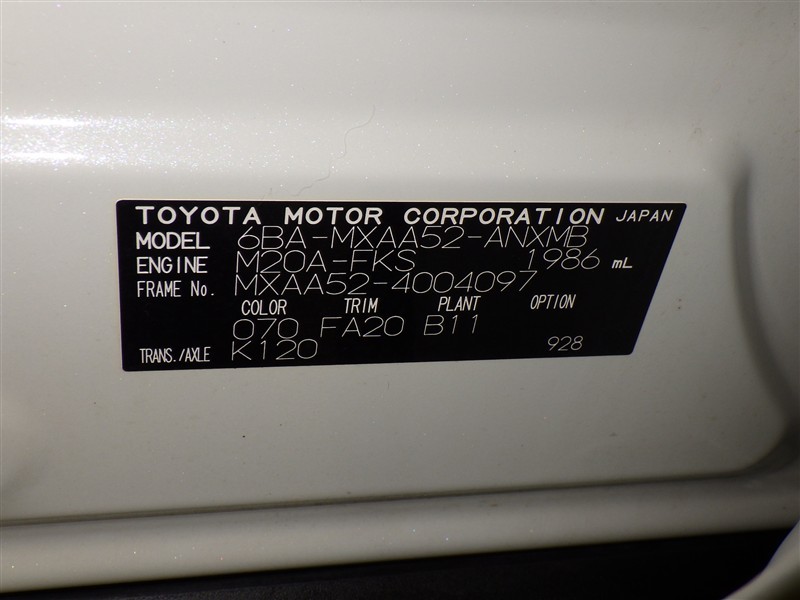 TOYOTA MOTOR CORPORATION JAPAN
MODEL 6BA-MXAA52-ANXMB
ENGINE M20A-FKS 1986 mL
FRAME No. MXAA52-4004097
COLOR TRIM PLANT OPTION
070 FA20 B11
TRANS./AXLE K120 928